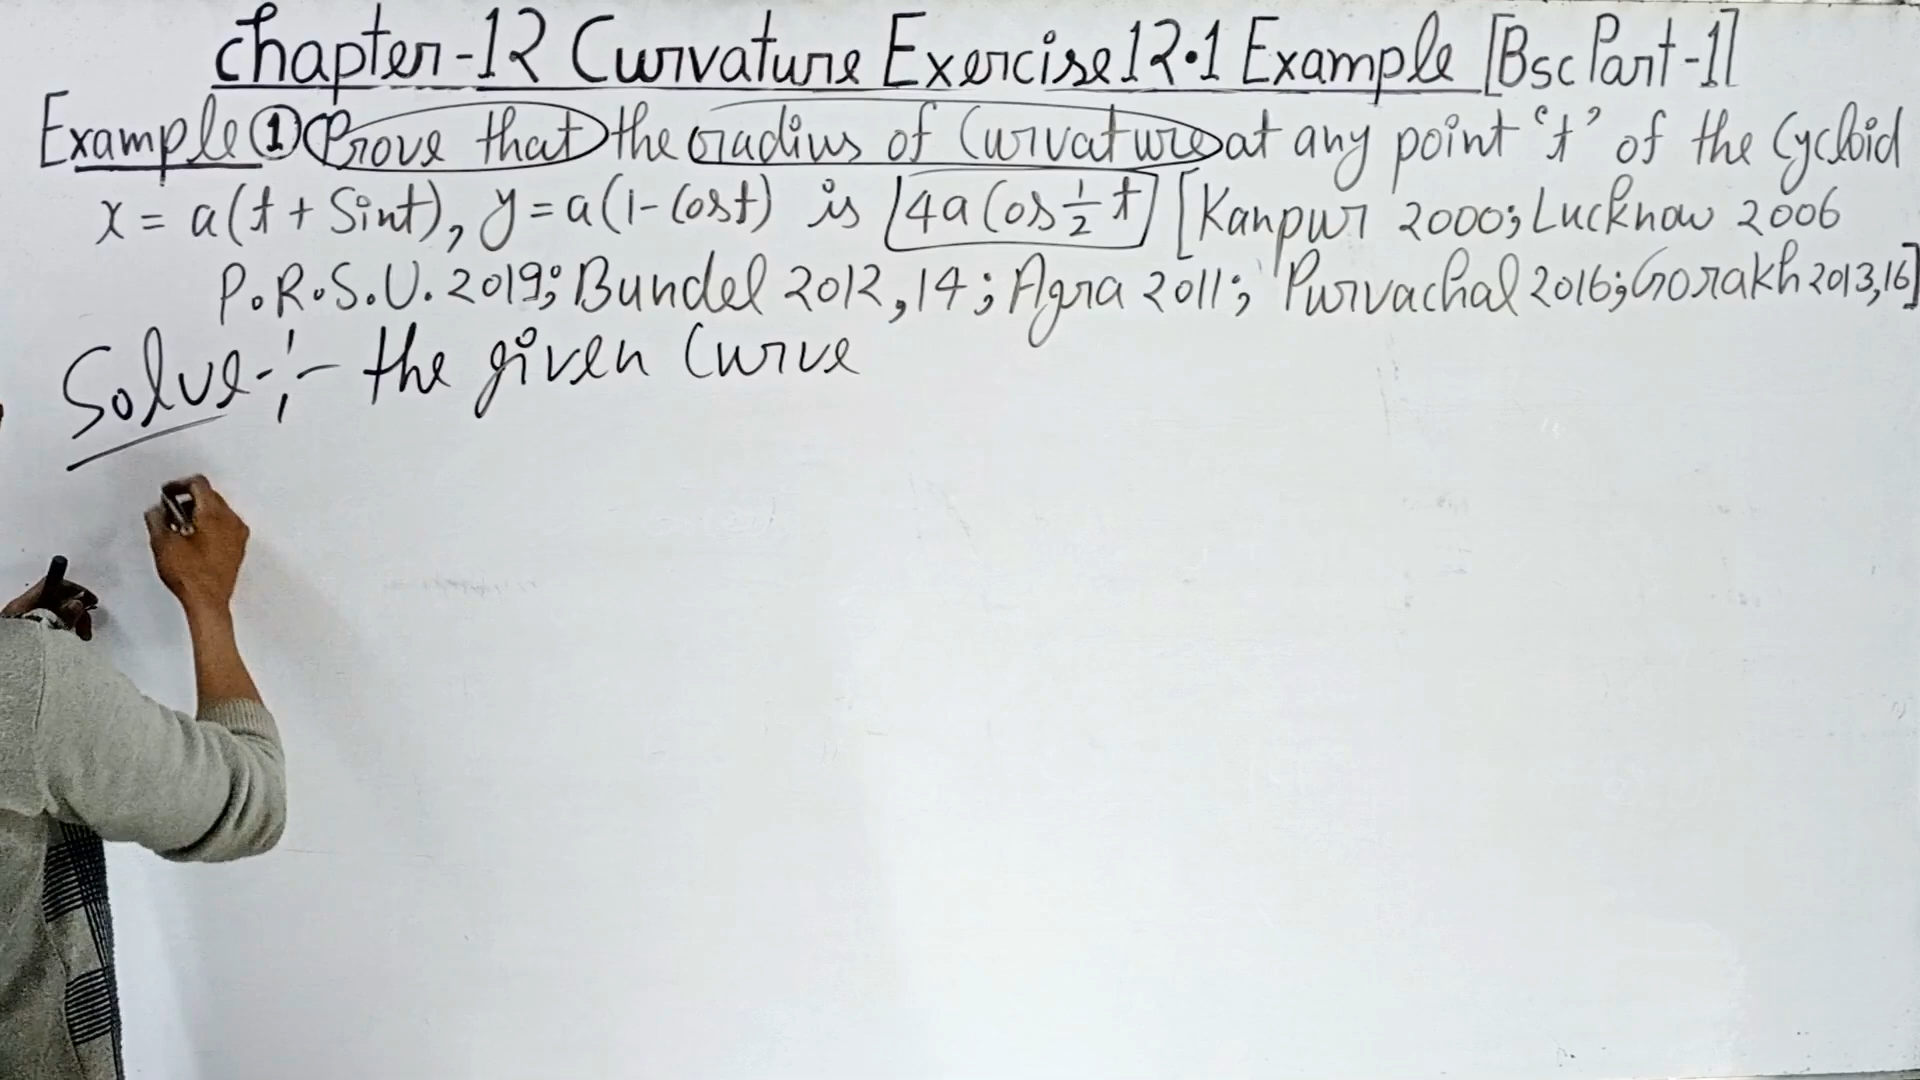 Chapter-12 Curvature Exercise 12.1 Example [Bsc Part-1]
Example ① Prove that the radius of Curvature at any point 't' of the Cycloid
x = a(t + Sint), y = a(1 - Cost) is 4a Cos 1/2 t [Kanpur 2000; Lucknow 2006
P.R.S.U. 2019; Bundel 2012, 14; Agra 2011; Purvachal 2016; Gorakh 2013, 16]
Solve:- the given Curve